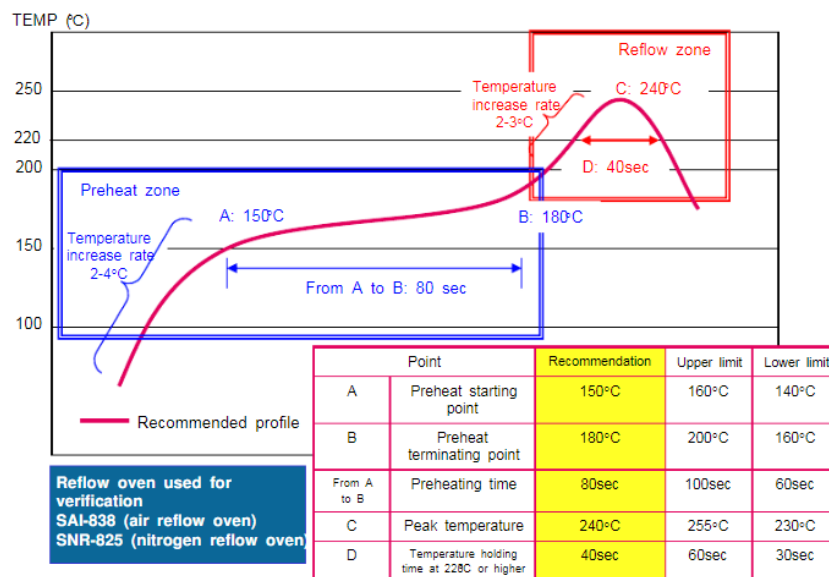 TEMP (°C)
Reflow zone
250
Temperature
increase rate
2-3°C
C: 240°C
220
200
D: 40sec
Preheat zone
A: 150°C
B: 180°C
Temperature
increase rate
2-4°C
150
From A to B: 80 sec
100
Recommended profile
Point Recommendation Upper limit Lower limit
A Preheat starting point 150°C 160°C 140°C
B Preheat terminating point 180°C 200°C 160°C
From A to B Preheating time 80sec 100sec 60sec
C Peak temperature 240°C 255°C 230°C
D Temperature holding time at 220°C or higher 40sec 60sec 30sec
Reflow oven used for
verification
SAI-838 (air reflow oven)
SNR-825 (nitrogen reflow oven)